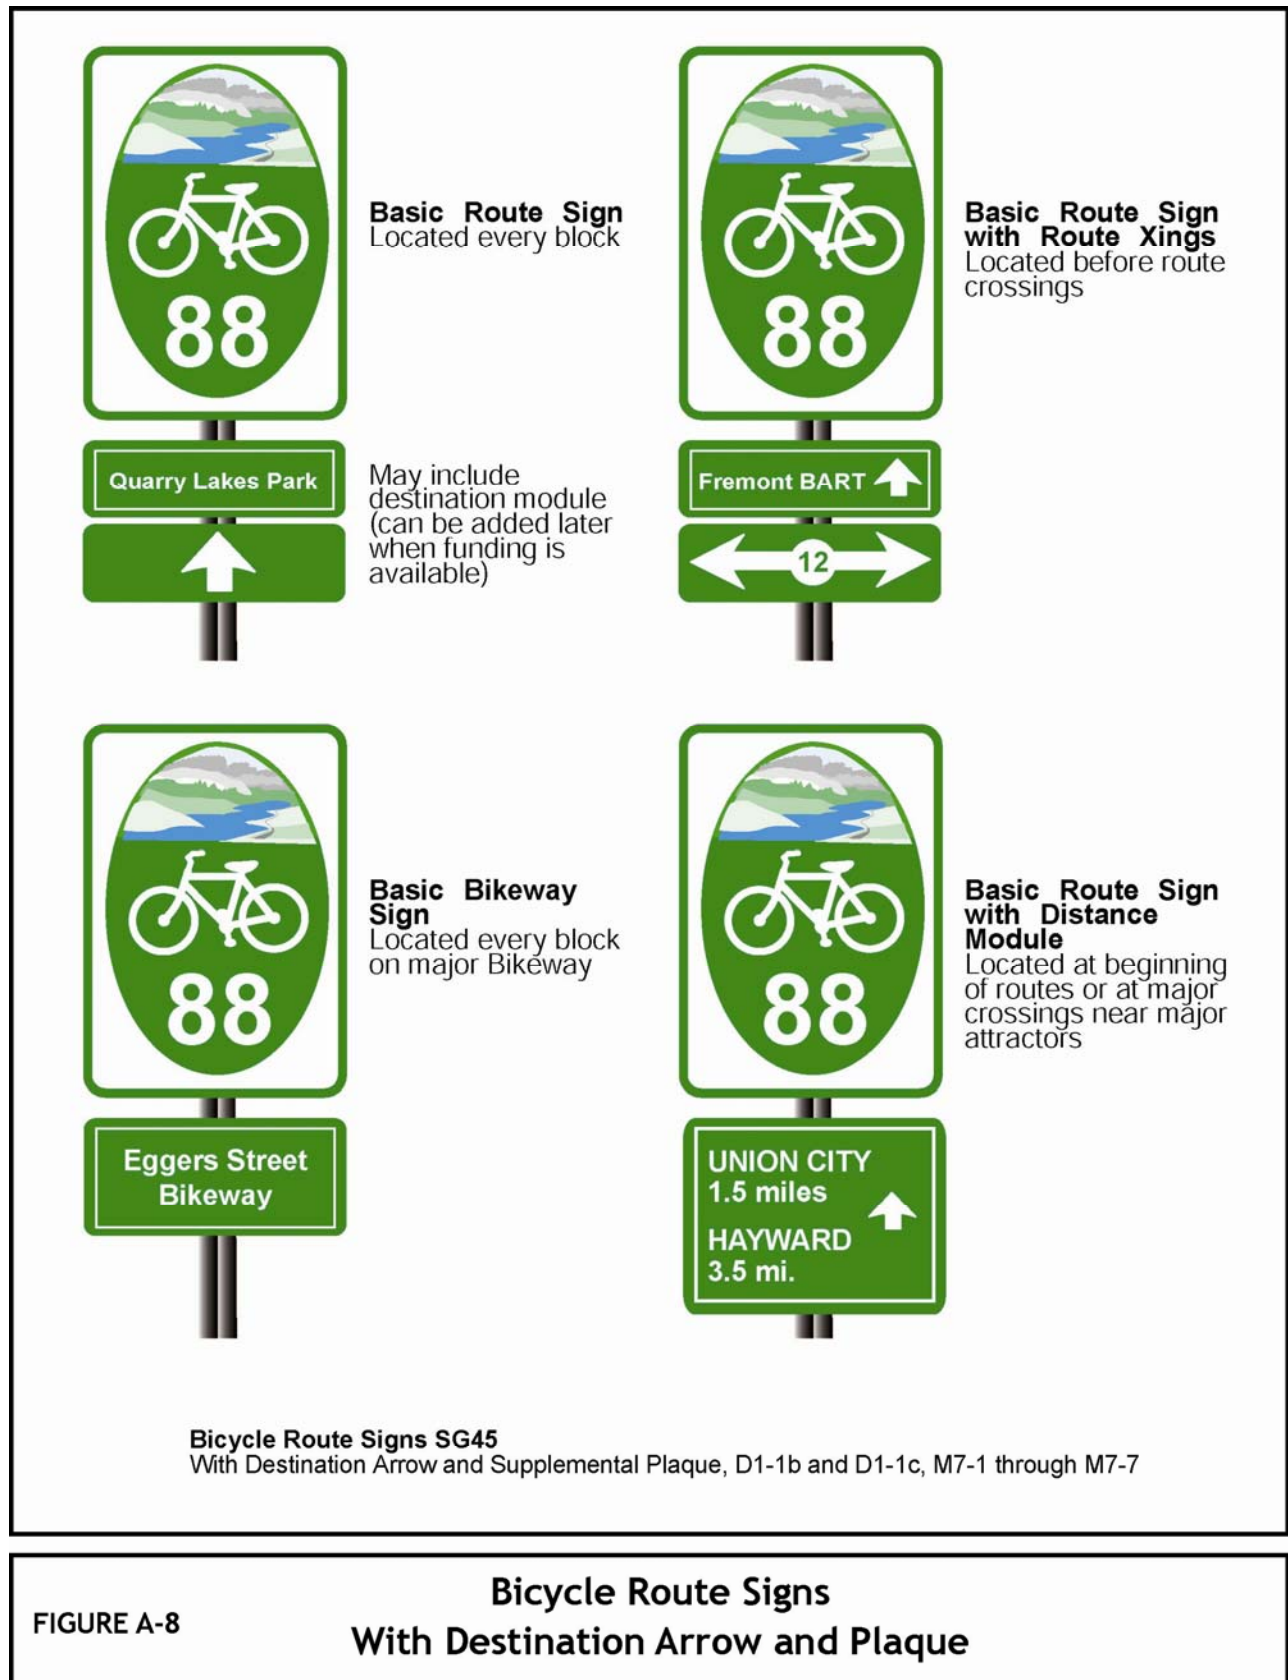 88
Basic Route Sign
Located every block
Quarry Lakes Park
May include
destination module
(can be added later
when funding is
available)
88
Basic Route Sign
with Route Xings
Located before route
crossings
Fremont BART
12
88
Basic Bikeway
Sign
Located every block
on major Bikeway
Eggers Street
Bikeway
88
Basic Route Sign
with Distance
Module
Located at beginning
of routes or at major
crossings near major
attractors
UNION CITY
1.5 miles
HAYWARD
3.5 mi.
Bicycle Route Signs SG45
With Destination Arrow and Supplemental Plaque, D1-1b and D1-1c, M7-1 through M7-7
FIGURE A-8
Bicycle Route Signs
With Destination Arrow and Plaque